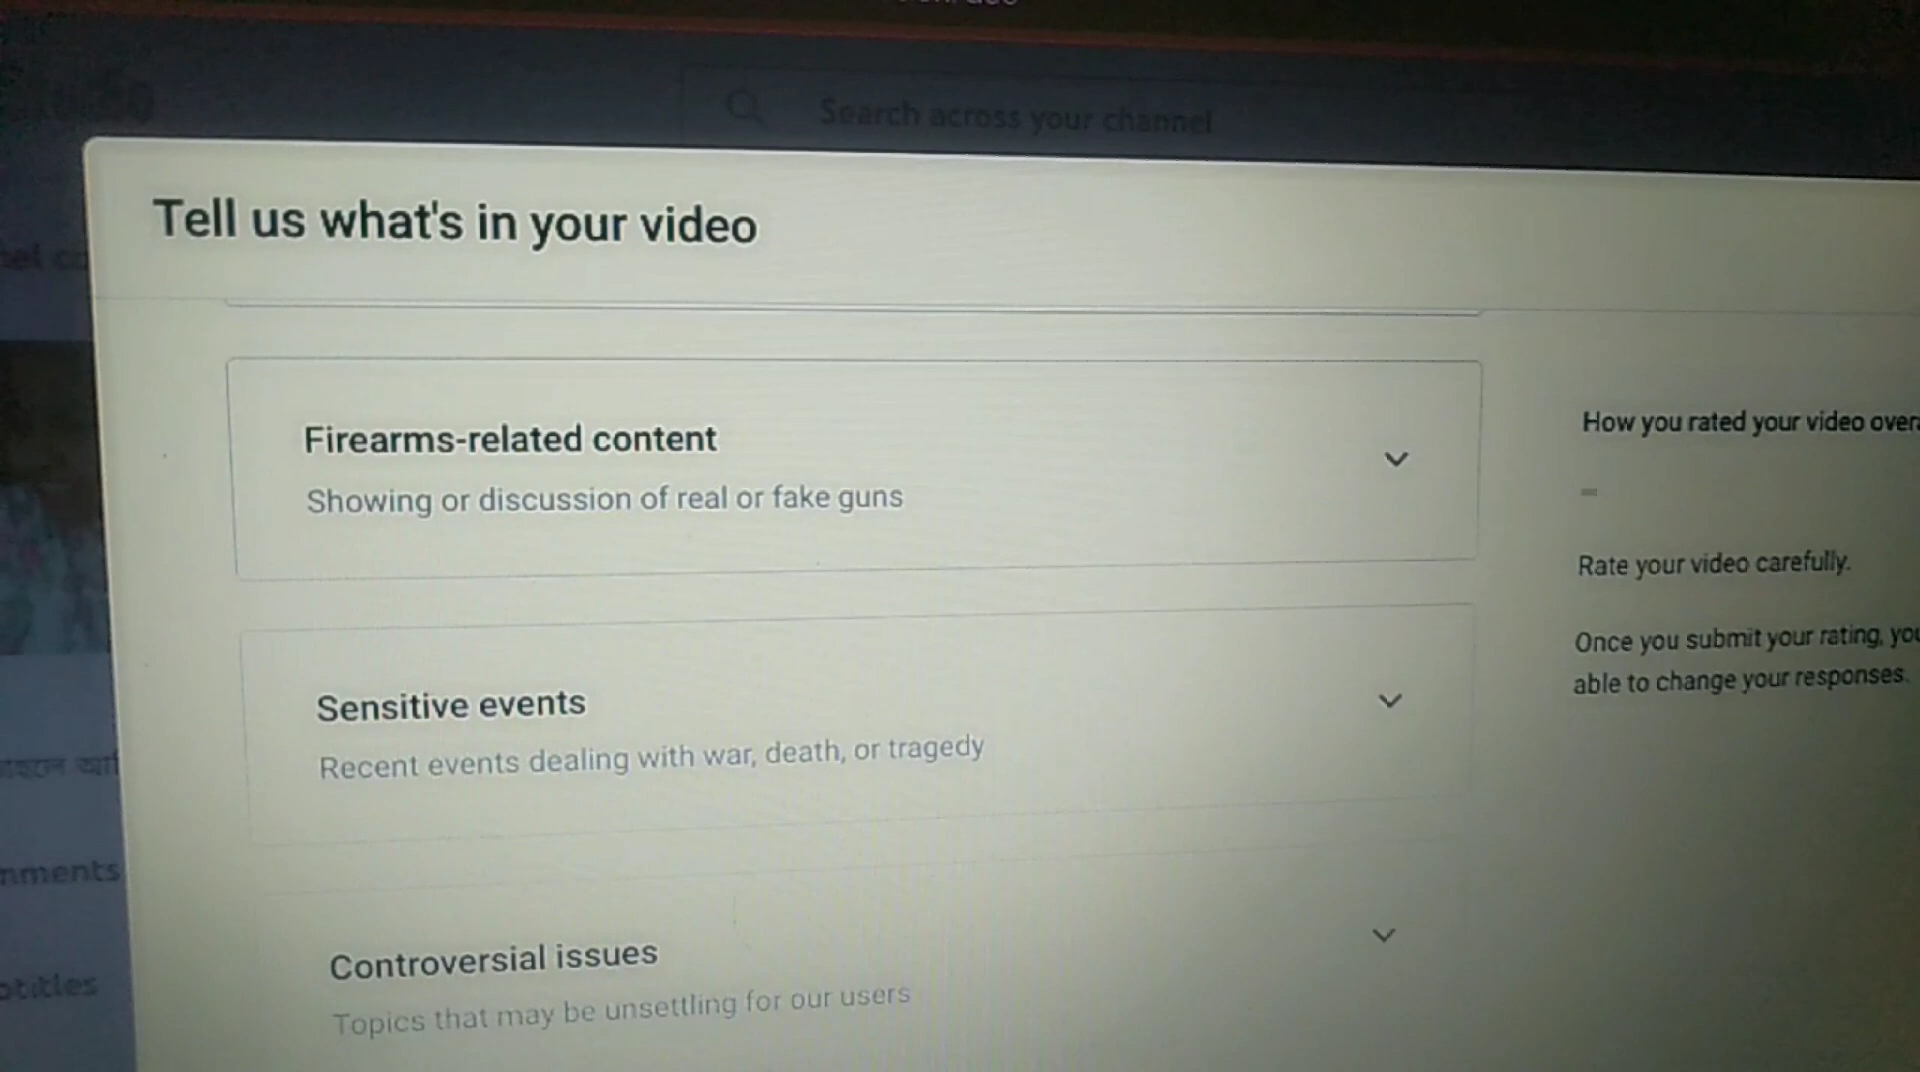 Search across your channel
Tell us what's in your video
Firearms-related content
Showing or discussion of real or fake guns
Sensitive events
Recent events dealing with war, death, or tragedy
Controversial issues
Topics that may be unsettling for our users
How you rated your video
Rate your video carefully.
Once you submit your rating,
able to change your responses.